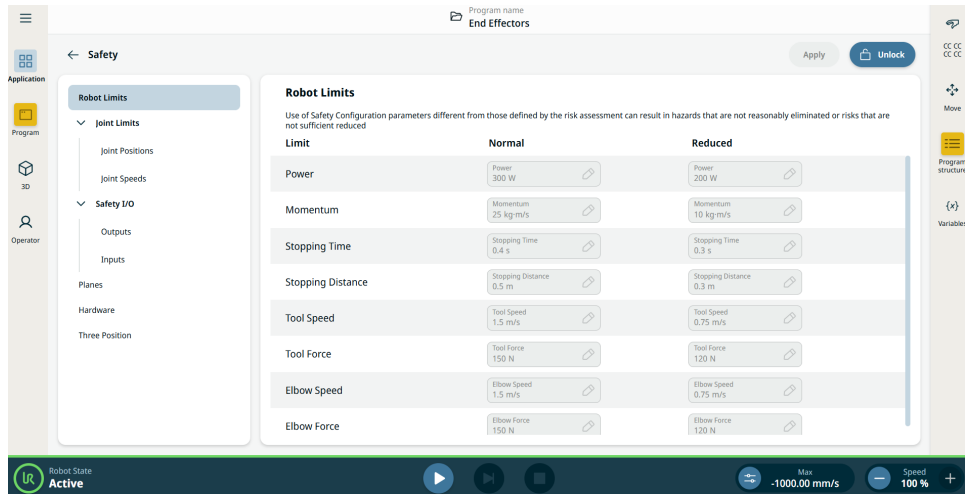 Program name
End Effectors
Application
Program
3D
Operator
Safety
Apply
Unlock
Robot Limits
Joint Limits
Joint Positions
Joint Speeds
Safety I/O
Outputs
Inputs
Planes
Hardware
Three Position
Robot Limits
Use of Safety Configuration parameters different from those defined by the risk assessment can result in hazards that are not reasonably eliminated or risks that are
not sufficient reduced
Limit Normal Reduced
Power Power 300 W Power 200 W
Momentum Momentum 25 kg·m/s Momentum 10 kg·m/s
Stopping Time Stopping Time 0.4 s Stopping Time 0.3 s
Stopping Distance Stopping Distance 0.5 m Stopping Distance 0.3 m
Tool Speed Tool Speed 1.5 m/s Tool Speed 0.75 m/s
Tool Force Tool Force 150 N Tool Force 120 N
Elbow Speed Elbow Speed 1.5 m/s Elbow Speed 0.75 m/s
Elbow Force Elbow Force 150 N Elbow Force 120 N
CC CC
CC CC
Move
Program
structure
{x}
Variables
UR
Robot State
Active
Max
-1000.00 mm/s
Speed
100 %